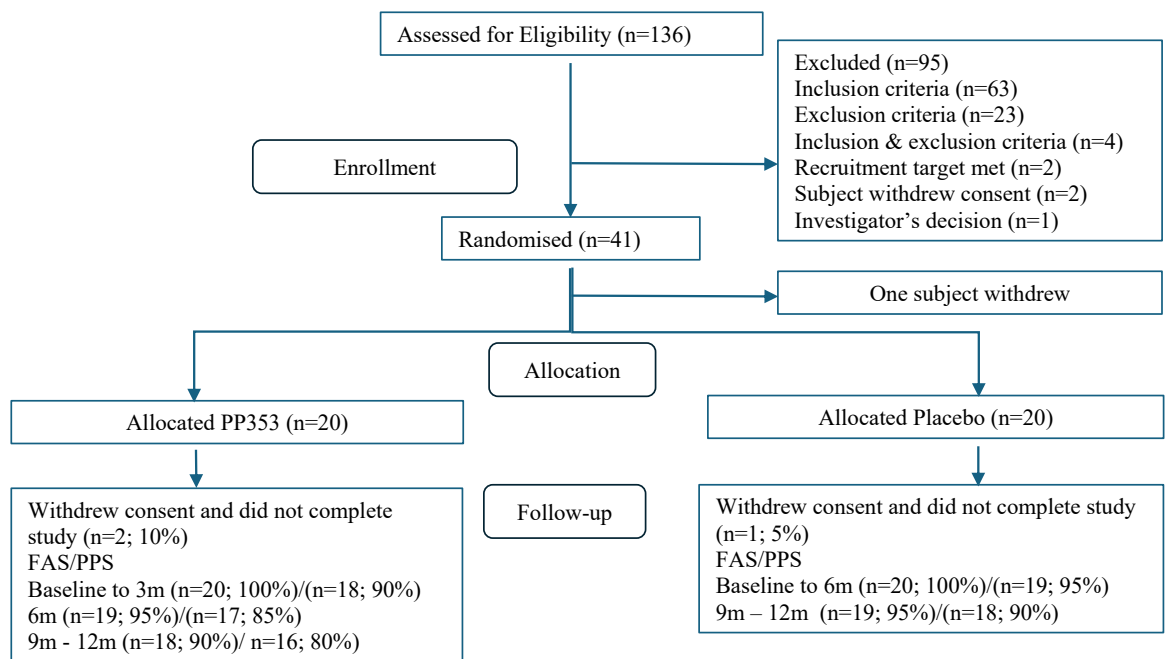 Assessed for Eligibility (n=136)
Excluded (n=95)
Inclusion criteria (n=63)
Exclusion criteria (n=23)
Inclusion & exclusion criteria (n=4)
Recruitment target met (n=2)
Subject withdrew consent (n=2)
Investigator’s decision (n=1)
Enrollment
Randomised (n=41)
One subject withdrew
Allocation
Allocated PP353 (n=20)
Allocated Placebo (n=20)
Withdrew consent and did not complete
study (n=2; 10%)
FAS/PPS
Baseline to 3m (n=20; 100%)/(n=18; 90%)
6m (n=19; 95%)/(n=17; 85%)
9m - 12m (n=18; 90%)/ n=16; 80%)
Follow-up
Withdrew consent and did not complete study
(n=1; 5%)
FAS/PPS
Baseline to 6m (n=20; 100%)/(n=19; 95%)
9m – 12m (n=19; 95%)/(n=18; 90%)